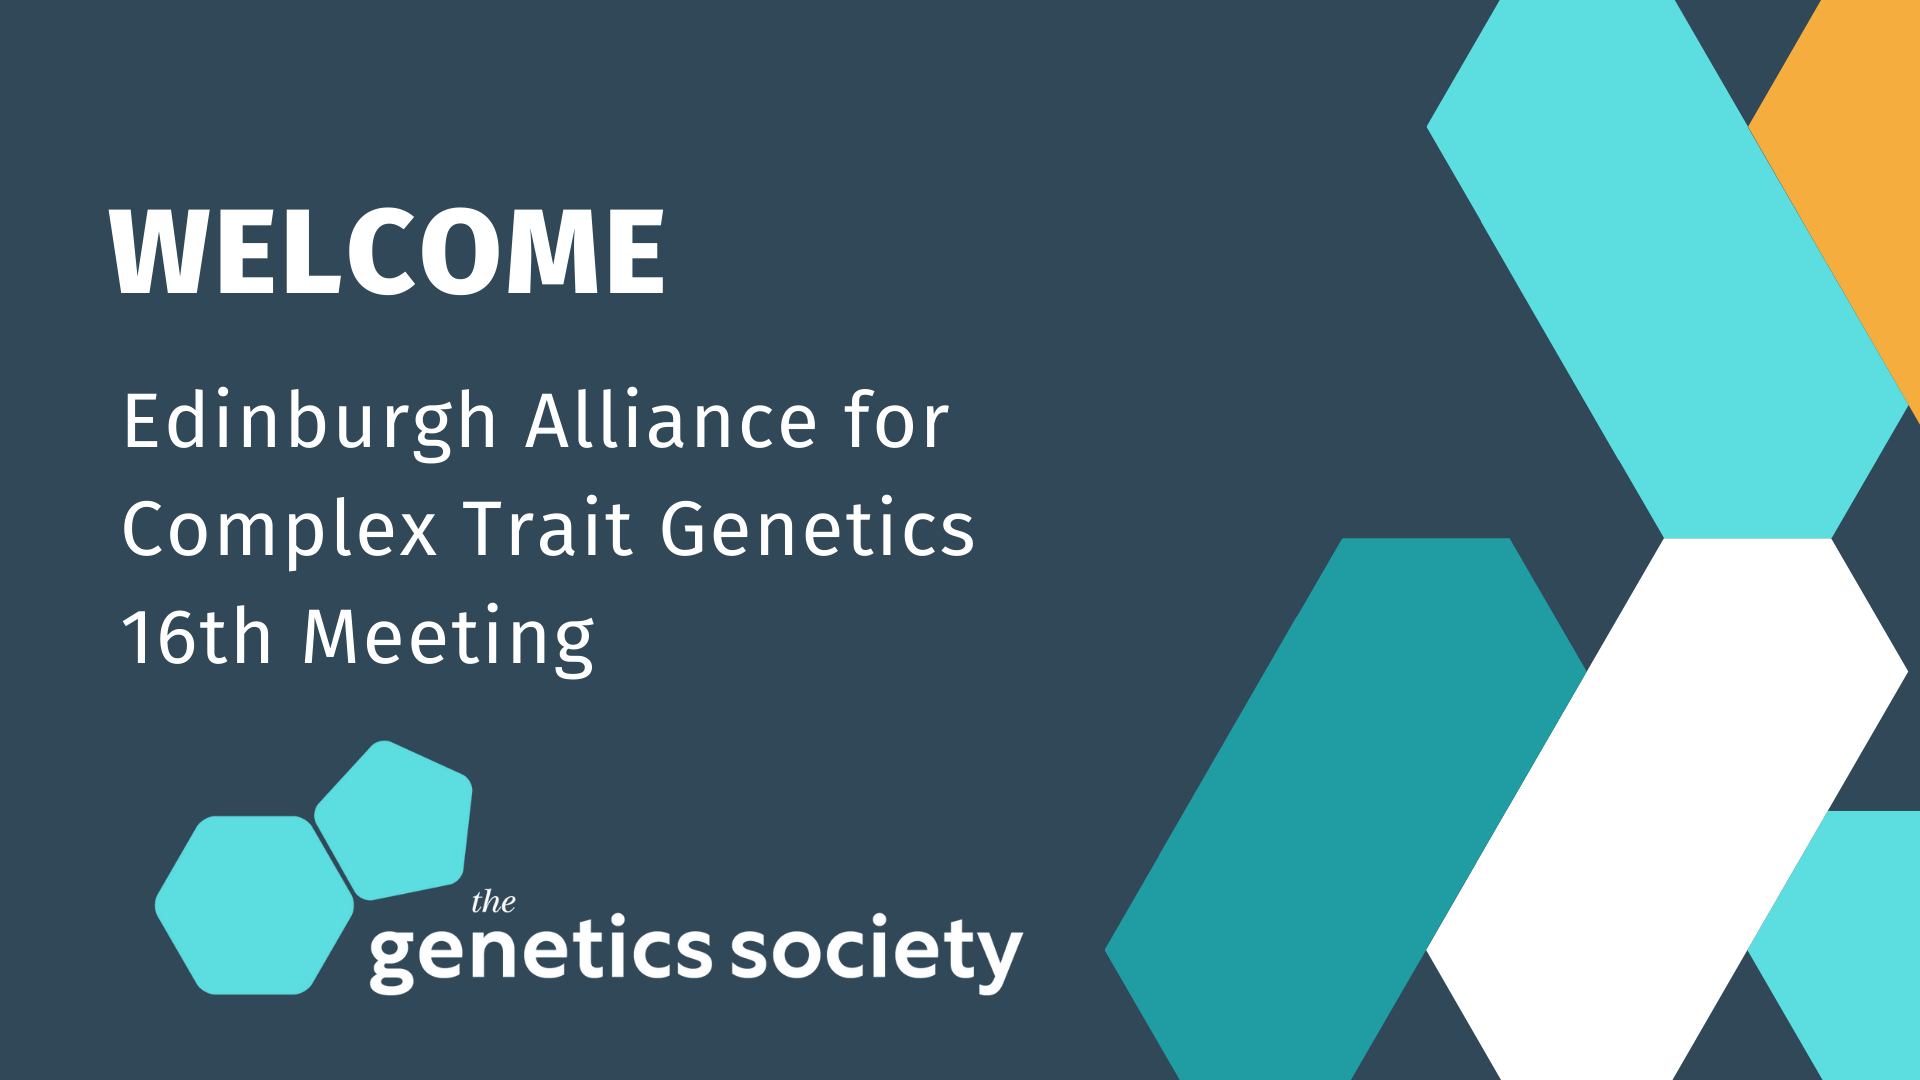 WELCOME
Edinburgh Alliance for
Complex Trait Genetics
16th Meeting
the
genetics society